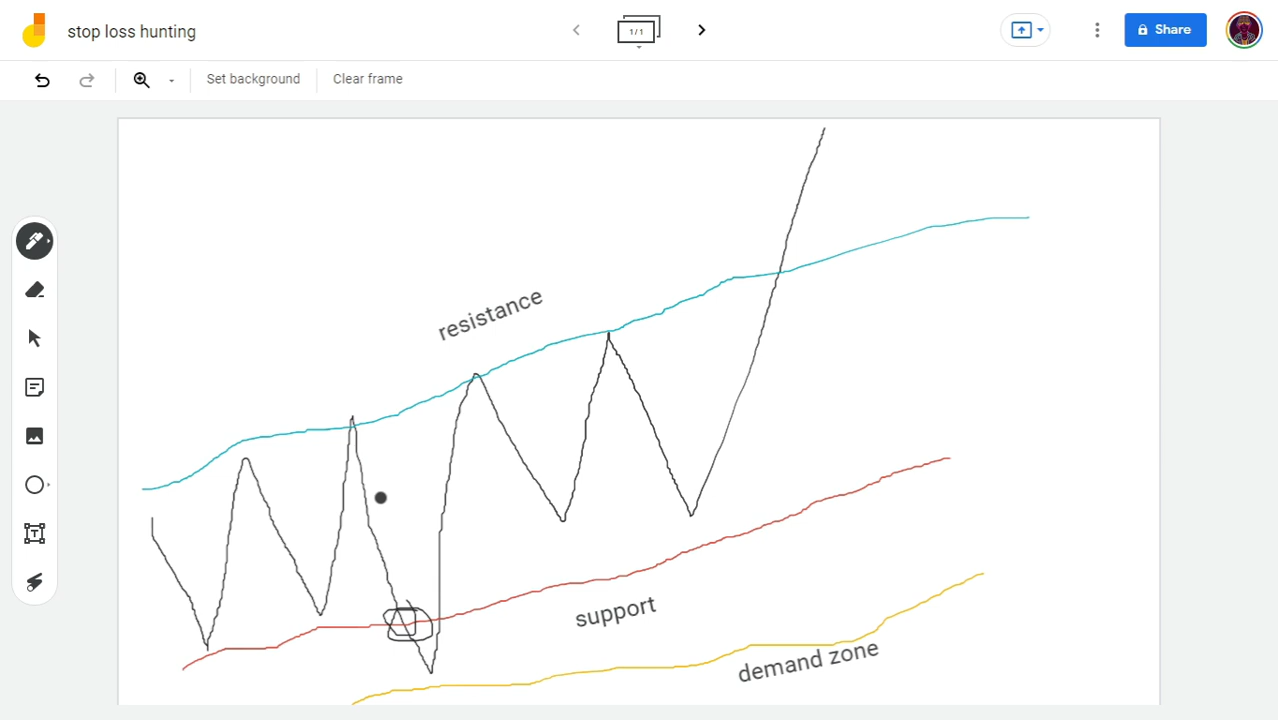 stop loss hunting
1/1
Share
Set background
Clear frame
resistance
support
demand zone
T